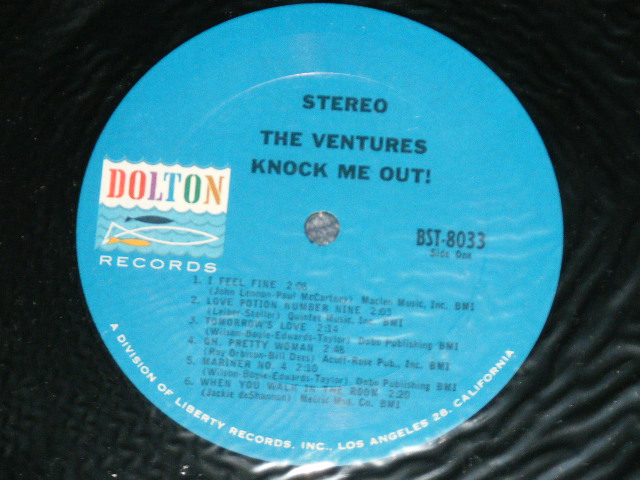 STEREO
THE VENTURES
KNOCK ME OUT!
DOLTON
RECORDS
BST-8033
Side One
1. I FEEL FINE 2:06
(John Lennon-Paul McCartney) Maclen Music, Inc. BMI
2. LOVE POTION NUMBER NINE 2:03
(Leiber-Stoller) Quintet Music, Inc. BMI
3. TOMORROW'S LOVE 2:14
(Wilson-Bogle-Edwards-Taylor) Dobo Publishing BMI
4. OH, PRETTY WOMAN 2:46
(Roy Orbison-Bill Dees) Acuff-Rose Pub., Inc. BMI
5. MARINER NO. 4 2:10
(Wilson-Bogle-Edwards-Taylor) Dobo Publishing BMI
6. WHEN YOU WALK IN THE ROOM 2:20
(Jackie deShannon) Metric Mus. Co. BMI
A DIVISION OF LIBERTY RECORDS, INC., LOS ANGELES 28, CALIFORNIA